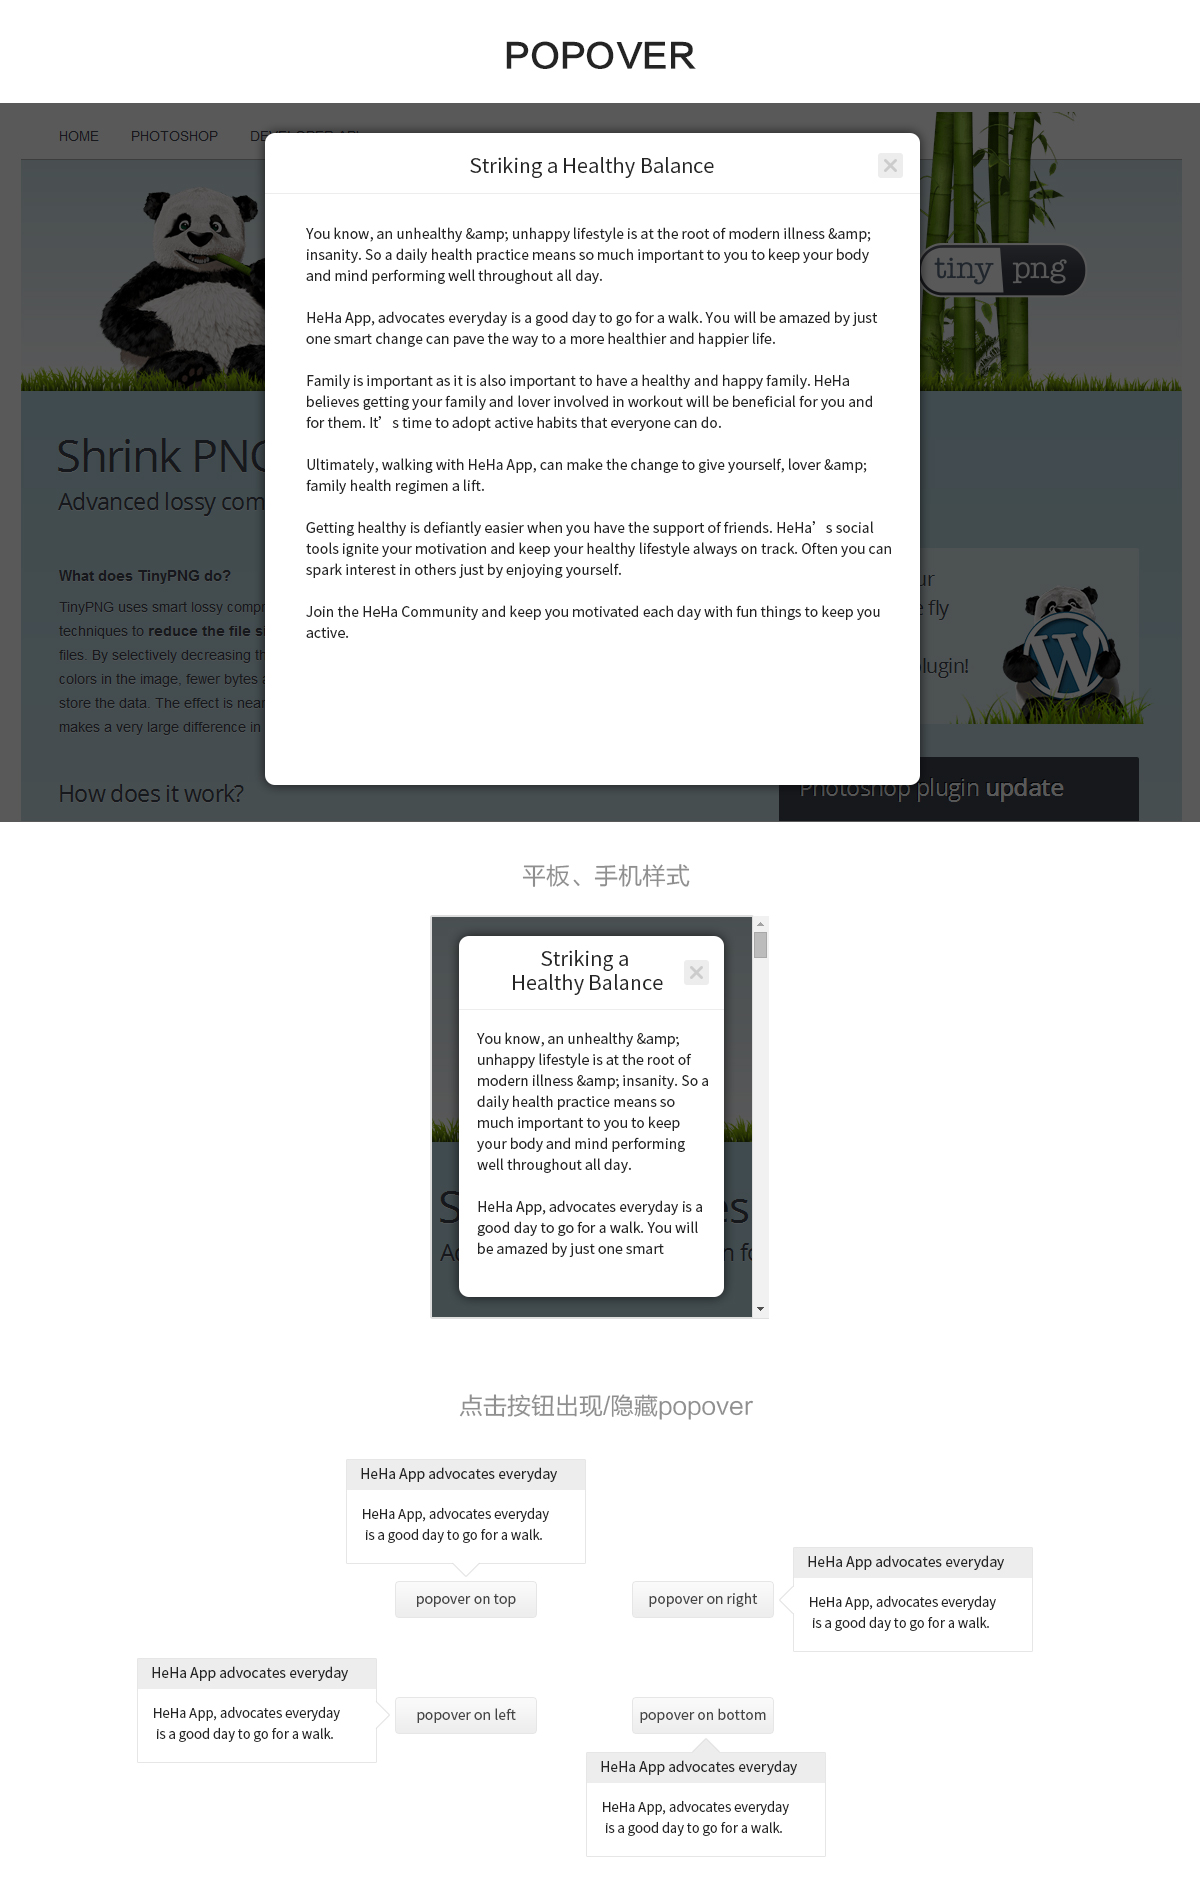 POPOVER
HOME PHOTOSHOP
Striking a Healthy Balance
You know, an unhealthy &amp; unhappy lifestyle is at the root of modern illness &amp;
insanity. So a daily health practice means so much important to you to keep your body
and mind performing well throughout all day.
HeHa App, advocates everyday is a good day to go for a walk. You will be amazed by just
one smart change can pave the way to a more healthier and happier life.
Family is important as it is also important to have a healthy and happy family. HeHa
believes getting your family and lover involved in workout will be beneficial for you and
for them. It’s time to adopt active habits that everyone can do.
Ultimately, walking with HeHa App, can make the change to give yourself, lover &amp;
family health regimen a lift.
Getting healthy is defiantly easier when you have the support of friends. HeHa’s social
tools ignite your motivation and keep your healthy lifestyle always on track. Often you can
spark interest in others just by enjoying yourself.
Join the HeHa Community and keep you motivated each day with fun things to keep you
active.
tiny png
Shrink PNG
Advanced lossy com
What does TinyPNG do?
TinyPNG uses smart lossy compr
techniques to reduce the file s
files. By selectively decreasing th
colors in the image, fewer bytes
store the data. The effect is near
makes a very large difference in
How does it work?
ur
fly
lugin!
Photoshop plugin update
平板、手机样式
Striking a
Healthy Balance
You know, an unhealthy &amp;
unhappy lifestyle is at the root of
modern illness &amp; insanity. So a
daily health practice means so
much important to you to keep
your body and mind performing
well throughout all day.
HeHa App, advocates everyday is a
good day to go for a walk. You will
be amazed by just one smart
S es
A n fo
点击按钮出现/隐藏popover
HeHa App advocates everyday
HeHa App, advocates everyday
is a good day to go for a walk.
popover on top
popover on right
HeHa App advocates everyday
HeHa App, advocates everyday
is a good day to go for a walk.
HeHa App advocates everyday
HeHa App, advocates everyday
is a good day to go for a walk.
popover on left
popover on bottom
HeHa App advocates everyday
HeHa App, advocates everyday
is a good day to go for a walk.